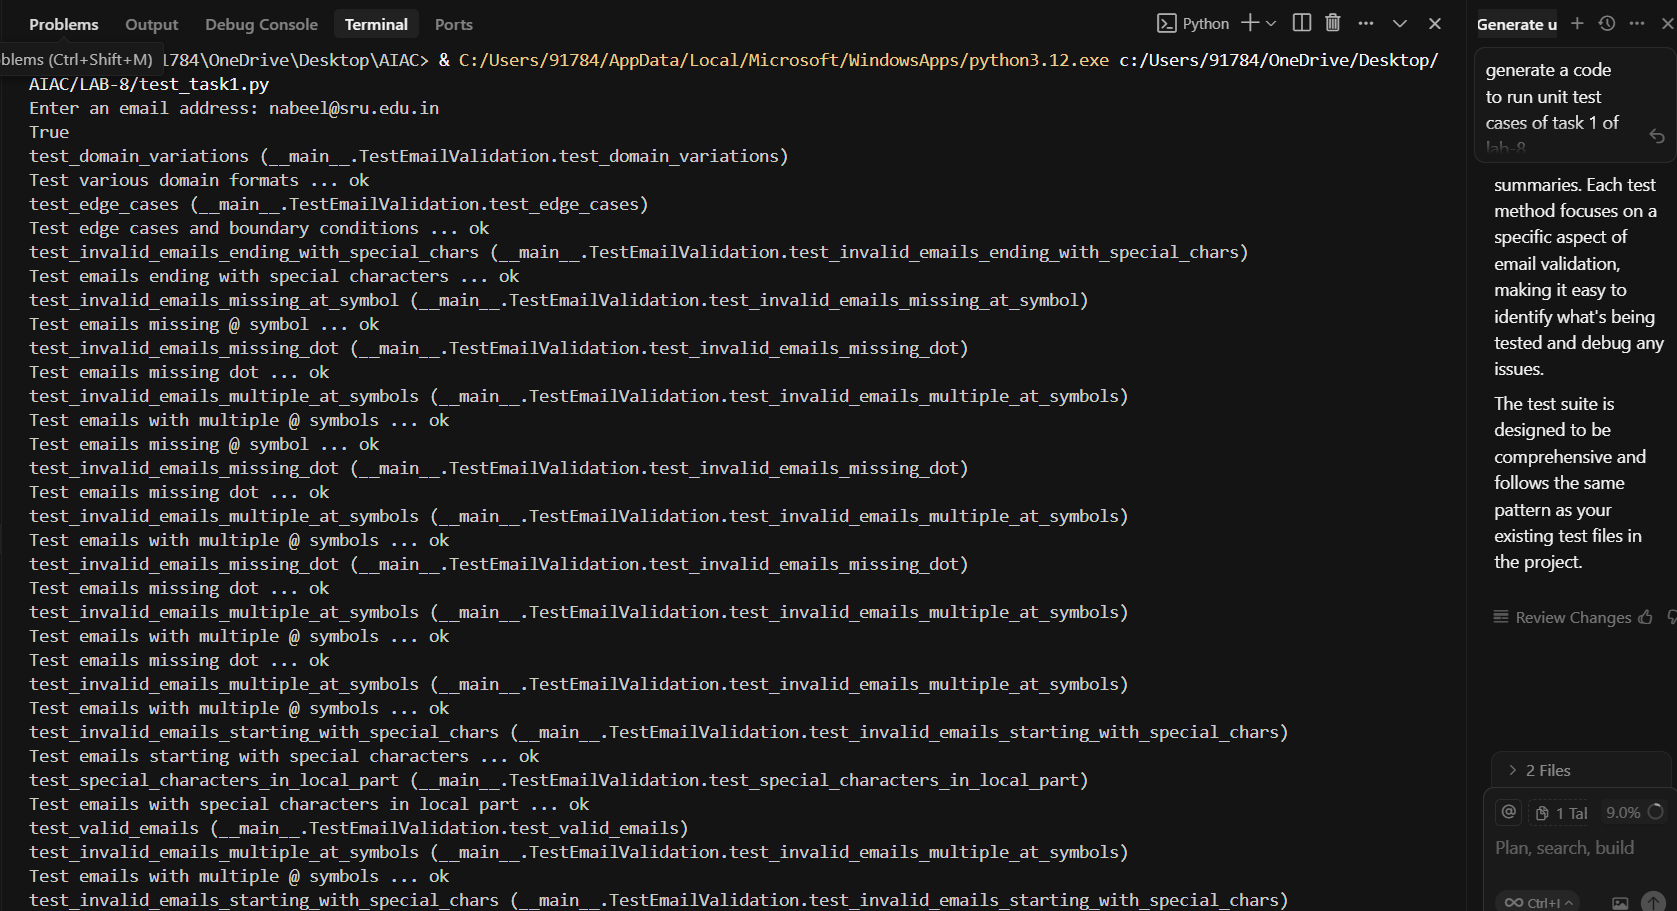 Problems Output Debug Console Terminal Ports Python
blems (Ctrl+Shift+M) 1784\OneDrive\Desktop\AIAC> & C:/Users/91784/AppData/Local/Microsoft/WindowsApps/python3.12.exe c:/Users/91784/OneDrive/Desktop/
AIAC/LAB-8/test_task1.py
Enter an email address: nabeel@sru.edu.in
True
test_domain_variations (__main__.TestEmailValidation.test_domain_variations)
Test various domain formats ... ok
test_edge_cases (__main__.TestEmailValidation.test_edge_cases)
Test edge cases and boundary conditions ... ok
test_invalid_emails_ending_with_special_chars (__main__.TestEmailValidation.test_invalid_emails_ending_with_special_chars)
Test emails ending with special characters ... ok
test_invalid_emails_missing_at_symbol (__main__.TestEmailValidation.test_invalid_emails_missing_at_symbol)
Test emails missing @ symbol ... ok
test_invalid_emails_missing_dot (__main__.TestEmailValidation.test_invalid_emails_missing_dot)
Test emails missing dot ... ok
test_invalid_emails_multiple_at_symbols (__main__.TestEmailValidation.test_invalid_emails_multiple_at_symbols)
Test emails with multiple @ symbols ... ok
Test emails missing @ symbol ... ok
test_invalid_emails_missing_dot (__main__.TestEmailValidation.test_invalid_emails_missing_dot)
Test emails missing dot ... ok
test_invalid_emails_multiple_at_symbols (__main__.TestEmailValidation.test_invalid_emails_multiple_at_symbols)
Test emails with multiple @ symbols ... ok
test_invalid_emails_missing_dot (__main__.TestEmailValidation.test_invalid_emails_missing_dot)
Test emails missing dot ... ok
test_invalid_emails_multiple_at_symbols (__main__.TestEmailValidation.test_invalid_emails_multiple_at_symbols)
Test emails with multiple @ symbols ... ok
Test emails missing dot ... ok
test_invalid_emails_multiple_at_symbols (__main__.TestEmailValidation.test_invalid_emails_multiple_at_symbols)
Test emails with multiple @ symbols ... ok
test_invalid_emails_starting_with_special_chars (__main__.TestEmailValidation.test_invalid_emails_starting_with_special_chars)
Test emails starting with special characters ... ok
test_special_characters_in_local_part (__main__.TestEmailValidation.test_special_characters_in_local_part)
Test emails with special characters in local part ... ok
test_valid_emails (__main__.TestEmailValidation.test_valid_emails)
test_invalid_emails_multiple_at_symbols (__main__.TestEmailValidation.test_invalid_emails_multiple_at_symbols)
Test emails with multiple @ symbols ... ok
test_invalid_emails_starting_with_special_chars (__main__.TestEmailValidation.test_invalid_emails_starting_with_special_chars)
Generate u
generate a code
to run unit test
cases of task 1 of
lab-8
summaries. Each test
method focuses on a
specific aspect of
email validation,
making it easy to
identify what's being
tested and debug any
issues.
The test suite is
designed to be
comprehensive and
follows the same
pattern as your
existing test files in
the project.
Review Changes
2 Files
@ 1 Tal 9.0%
Plan, search, build
Ctrl+I